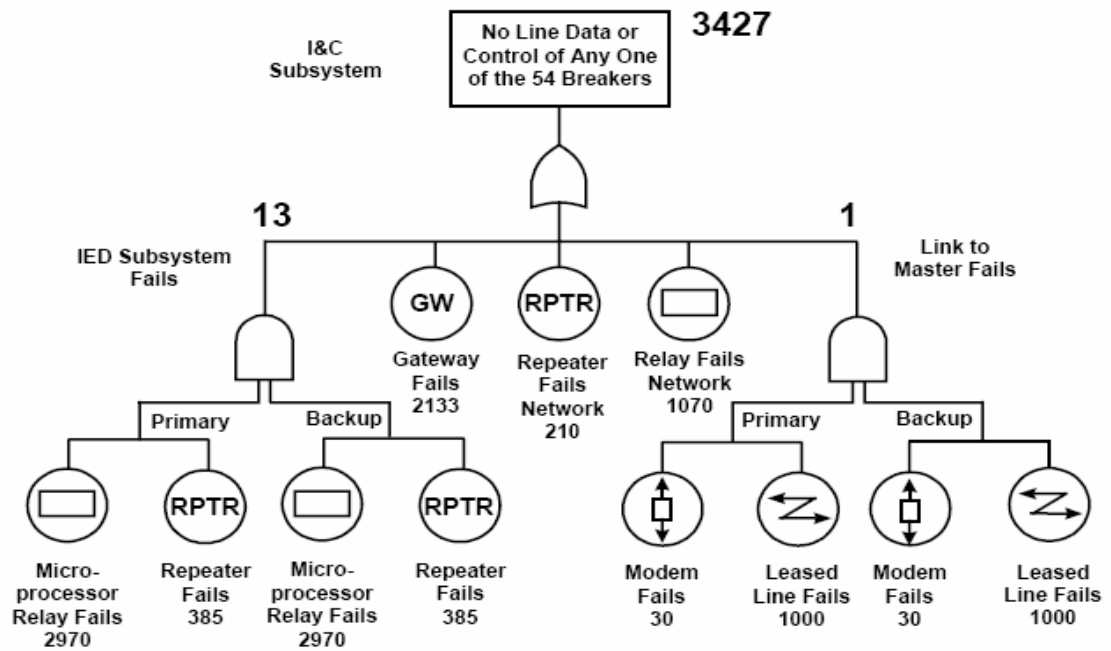 I&C
Subsystem
No Line Data or
Control of Any One
of the 54 Breakers
3427
13
1
IED Subsystem
Fails
Link to
Master Fails
GW
RPTR
Gateway
Fails
2133
Repeater
Fails
Network
210
Relay Fails
Network
1070
Primary
Backup
Primary
Backup
RPTR
RPTR
Micro-
processor
Relay Fails
2970
Repeater
Fails
385
Micro-
processor
Relay Fails
2970
Repeater
Fails
385
Modem
Fails
30
Leased
Line Fails
1000
Modem
Fails
30
Leased
Line Fails
1000